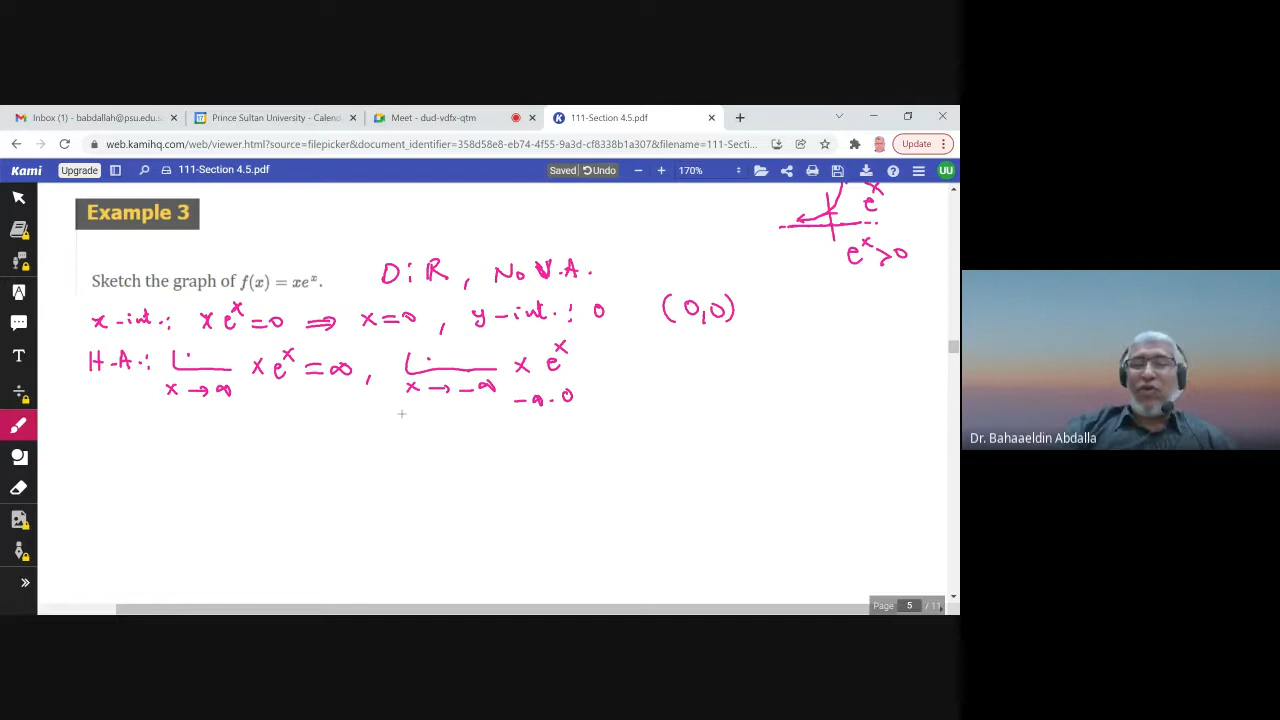 Inbox (1) - babdallah@psu.edu.s
Prince Sultan University - Calend
Meet - dud-vdfx-qtm
111-Section 4.5.pdf
web.kamihq.com/web/viewer.html?source=filepicker&document_identifier=358d58e8-eb74-4f55-9a3d-cf8338b1a307&filename=111-Sec...
Update
Kami
Upgrade
111-Section 4.5.pdf
Saved Undo
170%
UU
e^x
Example 3
e^x > 0
Sketch the graph of f(x) = xe^x. D: R, No V.A.
x-int.: x e^x = 0 ⇒ x = 0, y-int.: 0 (0,0)
H.A.: L. x e^x = ∞, L. x e^x
x → ∞ x → -∞ -∞.0
Dr. Bahaaeldin Abdalla
Page 5 / 11